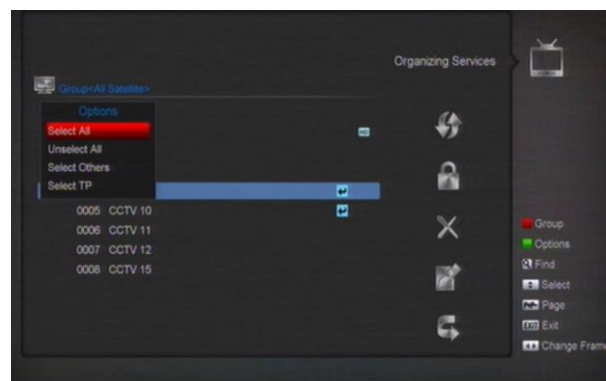 Organizing Services
Group<All Satellite>
Options
Select All
HD
Unselect All
Select Others
Select TP
0005 CCTV 10
0006 CCTV 11
0007 CCTV 12
0008 CCTV 15
Group
Options
Find
Select
Page
EXIT Exit
Change Fram